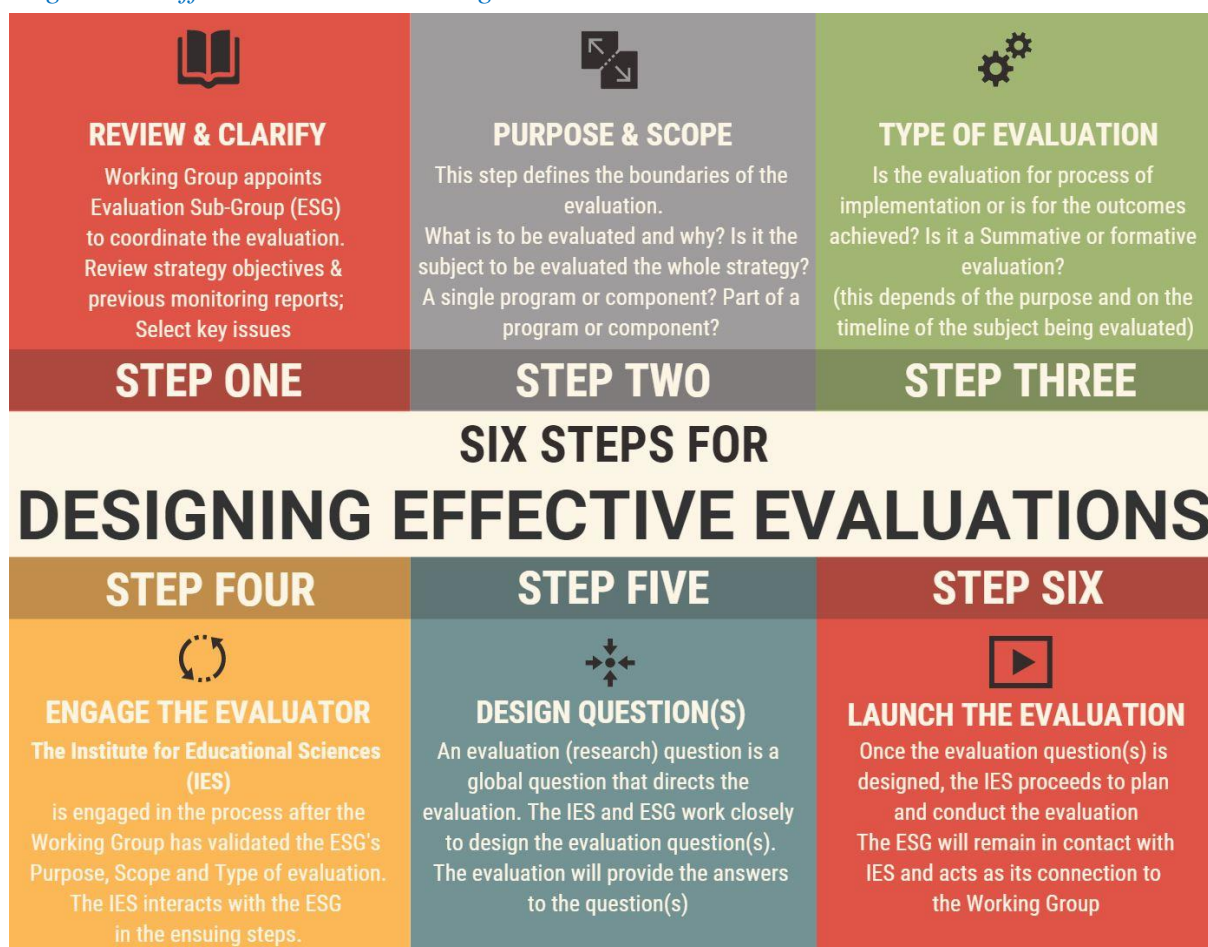 REVIEW & CLARIFY
Working Group appoints
Evaluation Sub-Group (ESG)
to coordinate the evaluation.
Review strategy objectives &
previous monitoring reports;
Select key issues
STEP ONE
PURPOSE & SCOPE
This step defines the boundaries of the
evaluation.
What is to be evaluated and why? Is it the
subject to be evaluated the whole strategy?
A single program or component? Part of a
program or component?
STEP TWO
TYPE OF EVALUATION
Is the evaluation for process of
implementation or is for the outcomes
achieved? Is it a Summative or formative
evaluation?
(this depends of the purpose and on the
timeline of the subject being evaluated)
STEP THREE
SIX STEPS FOR
DESIGNING EFFECTIVE EVALUATIONS
STEP FOUR
ENGAGE THE EVALUATOR
The Institute for Educational Sciences
(IES)
is engaged in the process after the
Working Group has validated the ESG's
Purpose, Scope and Type of evaluation.
The IES interacts with the ESG
in the ensuing steps.
STEP FIVE
DESIGN QUESTION(S)
An evaluation (research) question is a
global question that directs the
evaluation. The IES and ESG work closely
to design the evaluation question(s).
The evaluation will provide the answers
to the question(s)
STEP SIX
LAUNCH THE EVALUATION
Once the evaluation question(s) is
designed, the IES proceeds to plan
and conduct the evaluation
The ESG will remain in contact with
IES and acts as its connection to
the Working Group